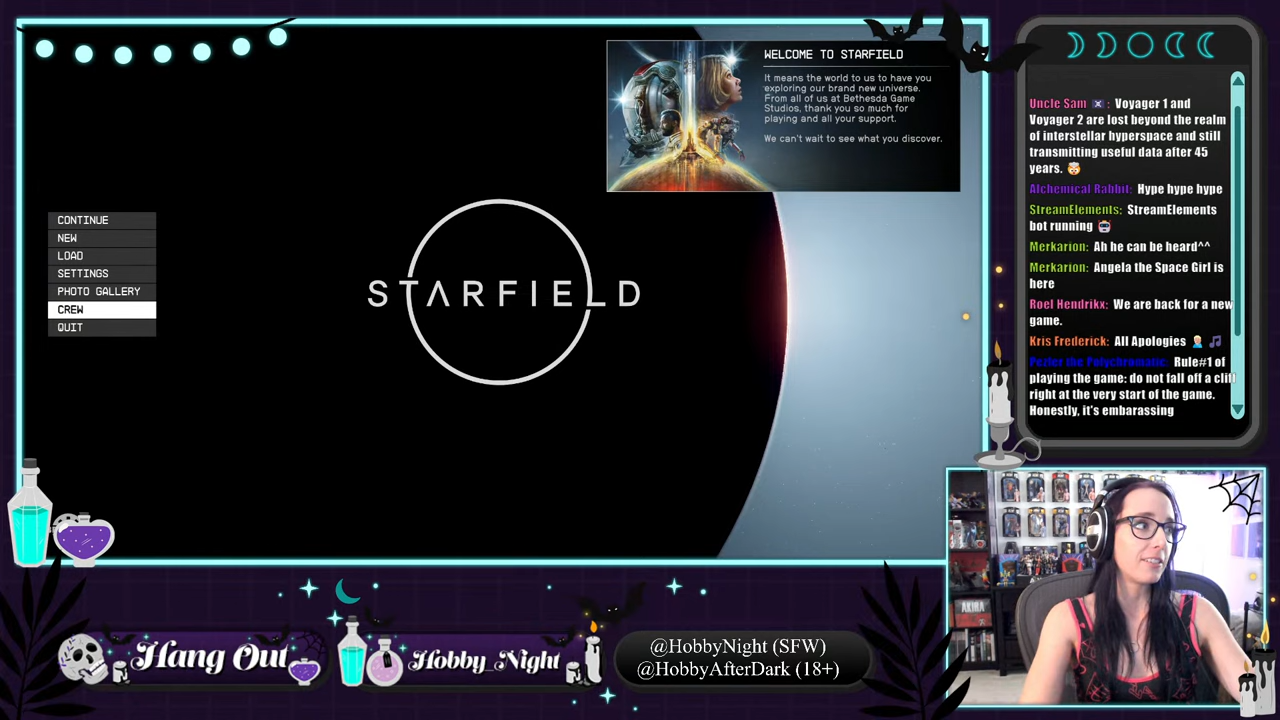 WELCOME TO STARFIELD
It means the world to us to have you
exploring our brand new universe.
From all of us at Bethesda Game
Studios, thank you so much for
playing and all your support.
We can't wait to see what you discover.
CONTINUE
NEW
LOAD
SETTINGS
PHOTO GALLERY
CREW
QUIT
STARFIELD
Uncle Sam : Voyager 1 and
Voyager 2 are lost beyond the realm
of interstellar hyperspace and still
transmitting useful data after 45
years. 🤯
Alchemical Rabbit: Hype hype hype
StreamElements: StreamElements
bot running
Merkarion: Ah he can be heard^^
Merkarion: Angela the Space Girl is
here
Roel Hendrikx: We are back for a new
game.
Kris Frederick: All Apologies 🎵
Pezfer the Polychromatic: Rule#1 of
playing the game: do not fall off a cliff
right at the very start of the game.
Honestly, it's embarassing
AKIRA
Hang Out
Hobby Night
@HobbyNight (SFW)
@HobbyAfterDark (18+)